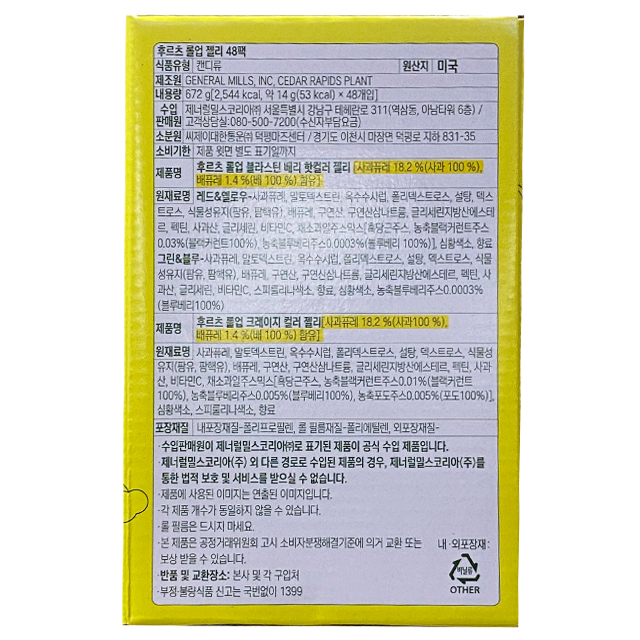 후르츠 롤업 젤리 48팩
식품유형 캔디류 원산지 미국
제조원 GENERAL MILLS, INC, CEDAR RAPIDS PLANT
내용량 672 g[2,544 kcal, 약 14 g(53 kcal) × 48개입]
수입 제너럴밀스코리아㈜ 서울특별시 강남구 테헤란로 311(역삼동, 아남타워 6층) /
판매원 고객상담실:080-500-7200(수신자부담요금)
소분원 씨제이대한통운㈜ 덕평마즈센터 / 경기도 이천시 마장면 덕평로 지하 831-35
소비기한 제품 윗면 별도 표기일까지
제품명 후르츠 롤업 블라스틴 베리 핫컬러 젤리 [사과퓨레 18.2 %(사과 100 %),
배퓨레 1.4 %(배 100 %) 함유]
원재료명 레드&옐로우-사과퓨레, 말토덱스트린, 옥수수시럽, 폴리덱스트로스, 설탕, 덱스
트로스, 식물성유지(팜유, 팜핵유), 배퓨레, 구연산, 구연산삼나트륨, 글리세린지방산에스테
르, 펙틴, 사과산, 글리세린, 비타민C, 채소과일주스믹스[흑당근주스, 농축블랙커런트주스
0.03%(블랙커런트100%), 농축블루베리주스0.0003%(블루베리 100%)], 심황색소, 향료
그린&블루-사과퓨레, 말토덱스트린, 옥수수시럽, 폴리덱스트로스, 설탕, 덱스트로스, 식물
성유지(팜유, 팜핵유), 배퓨레, 구연산, 구연산삼나트륨, 글리세린지방산에스테르, 펙틴, 사
과산, 글리세린, 비타민C, 스피룰리나색소, 향료, 심황색소, 농축블루베리주스0.0003%
(블루베리100%)
제품명 후르츠 롤업 크레이지 컬러 젤리[사과퓨레 18.2 %(사과100 %),
배퓨레 1.4 %(배 100 %) 함유]
원재료명 사과퓨레, 말토덱스트린, 옥수수시럽, 폴리덱스트로스, 설탕, 덱스트로스, 식물성
유지(팜유, 팜핵유), 배퓨레, 구연산, 구연산삼나트륨, 글리세린지방산에스테르, 펙틴, 사과
산, 비타민C, 채소과일주스믹스[흑당근주스, 농축블랙커런트주스0.01%(블랙커런트
100%), 농축블루베리주스0.005%(블루베리100%), 농축포도주스0.005%(포도100%)],
심황색소, 스피룰리나색소, 향료
포장재질 내포장재질-폴리프로필렌, 롤 필름재질-폴리에틸렌, 외포장재질-
·수입판매원이 제너럴밀스코리아㈜로 표기된 제품이 공식 수입 제품입니다.
·제너럴밀스코리아(주) 외 다른 경로로 수입된 제품의 경우, 제너럴밀스코리아(주)를
통한 법적 보호 및 서비스를 받으실 수 없습니다.
·제품에 사용된 이미지는 연출된 이미지입니다.
·각 제품 개수가 동일하지 않을 수 있습니다.
·롤 필름은 드시지 마세요.
·본 제품은 공정거래위원회 고시 소비자분쟁해결기준에 의거 교환 또는
보상 받을 수 있습니다.
·반품 및 교환장소: 본사 및 각 구입처
·부정·불량식품 신고는 국번없이 1399
내·외포장재:
비닐류
OTHER